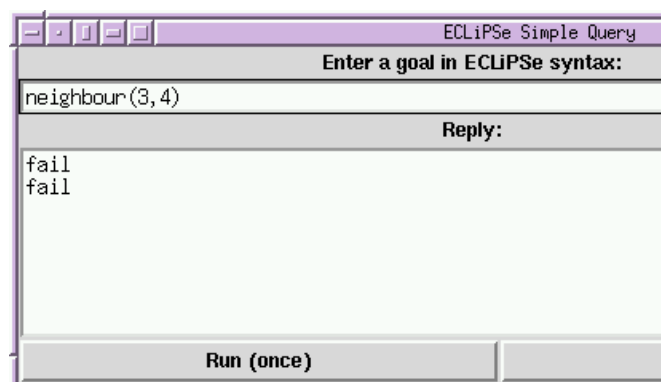 ECLiPSe Simple Query
Enter a goal in ECLiPSe syntax:
neighbour(3,4)
Reply:
fail
fail
Run (once)